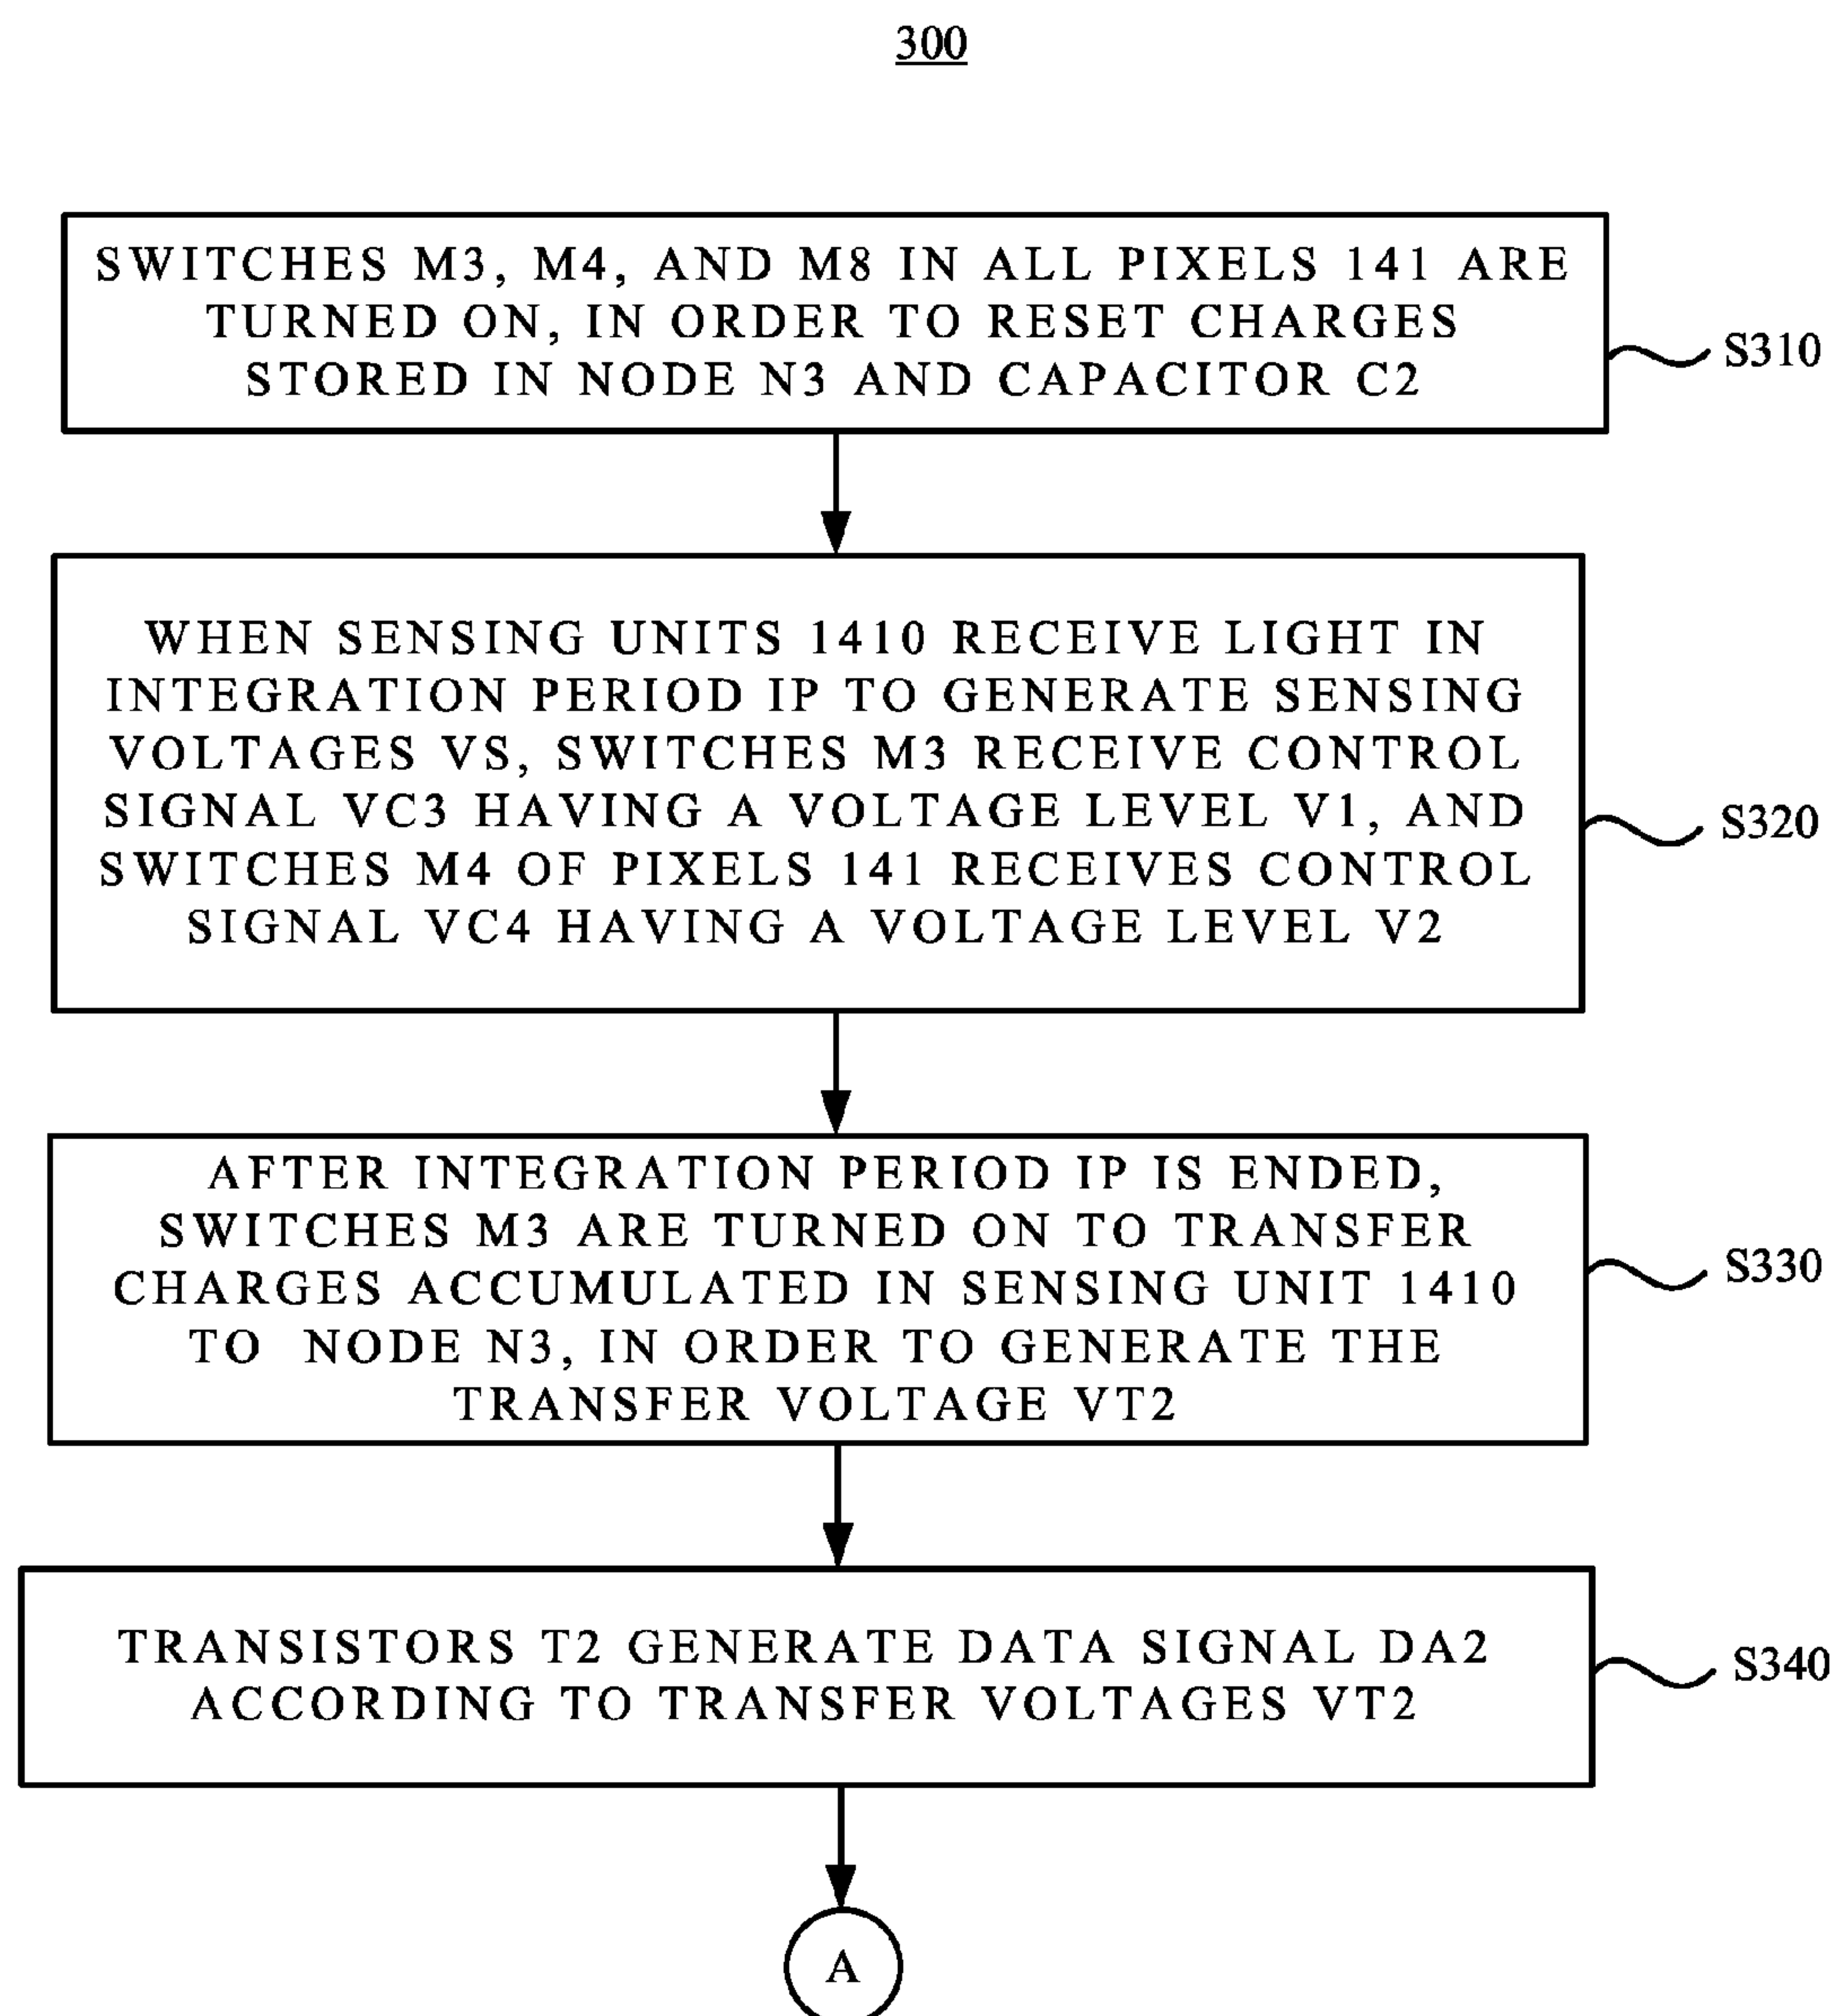 300
SWITCHES M3, M4, AND M8 IN ALL PIXELS 141 ARE
TURNED ON, IN ORDER TO RESET CHARGES
STORED IN NODE N3 AND CAPACITOR C2
S310
WHEN SENSING UNITS 1410 RECEIVE LIGHT IN
INTEGRATION PERIOD IP TO GENERATE SENSING
VOLTAGES VS, SWITCHES M3 RECEIVE CONTROL
SIGNAL VC3 HAVING A VOLTAGE LEVEL V1, AND
SWITCHES M4 OF PIXELS 141 RECEIVES CONTROL
SIGNAL VC4 HAVING A VOLTAGE LEVEL V2
S320
AFTER INTEGRATION PERIOD IP IS ENDED,
SWITCHES M3 ARE TURNED ON TO TRANSFER
CHARGES ACCUMULATED IN SENSING UNIT 1410
TO NODE N3, IN ORDER TO GENERATE THE
TRANSFER VOLTAGE VT2
S330
TRANSISTORS T2 GENERATE DATA SIGNAL DA2
ACCORDING TO TRANSFER VOLTAGES VT2
S340
A